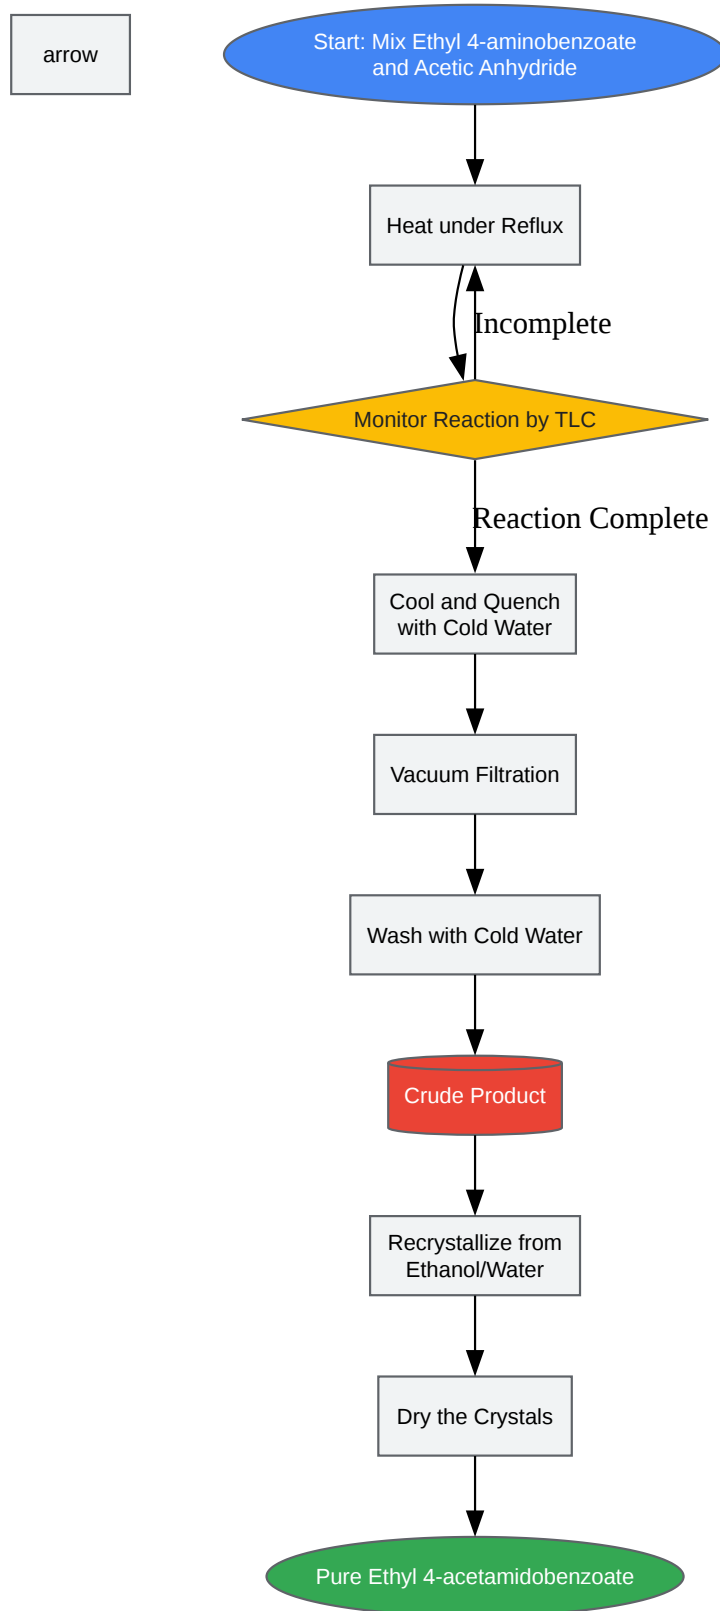 arrow
Start: Mix Ethyl 4-aminobenzoate
and Acetic Anhydride
Heat under Reflux
Incomplete
Monitor Reaction by TLC
Reaction Complete
Cool and Quench
with Cold Water
Vacuum Filtration
Wash with Cold Water
Crude Product
Recrystallize from
Ethanol/Water
Dry the Crystals
Pure Ethyl 4-acetamidobenzoate